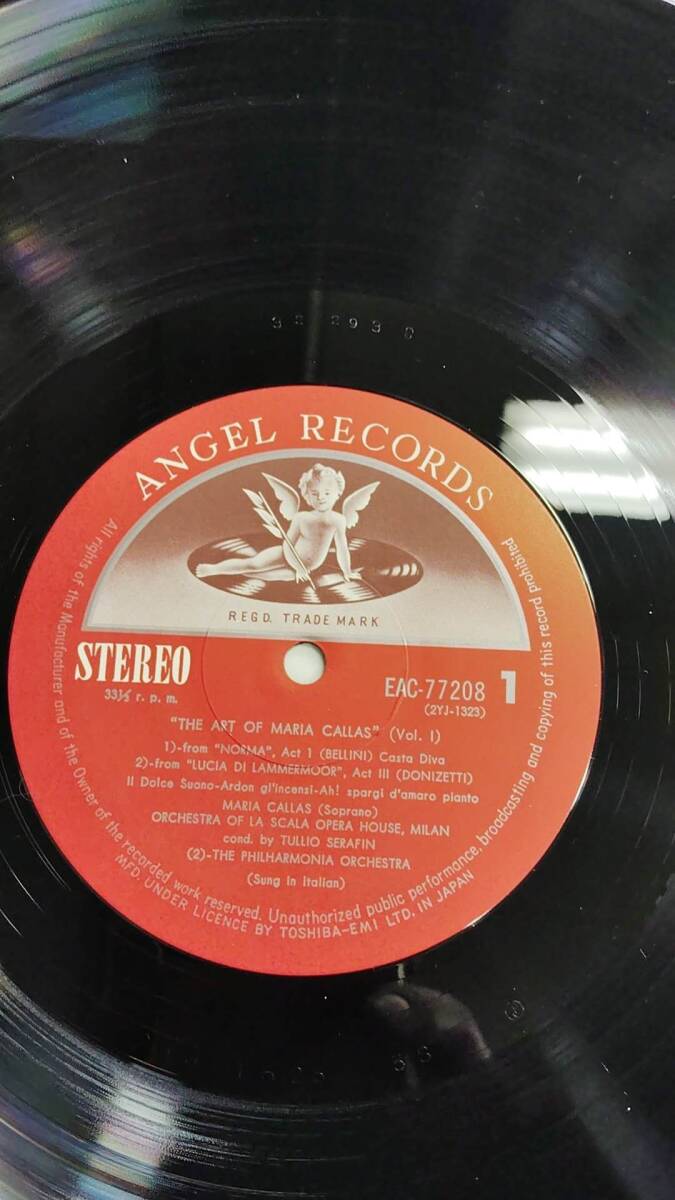 ANGEL RECORDS
REGD. TRADE MARK
STEREO
33⅓ r. p. m.
EAC-77208 1
(2YJ-1323)
"THE ART OF MARIA CALLAS" (Vol. I)
1)-from "NORMA", Act 1 (BELLINI) Casta Diva
2)-from "LUCIA DI LAMMERMOOR", Act III (DONIZETTI)
Il Dolce Suono-Ardon gl'incensi-Ah! spargi d'amaro pianto
MARIA CALLAS (Soprano)
ORCHESTRA OF LA SCALA OPERA HOUSE, MILAN
cond. by TULLIO SERAFIN
(2)-THE PHILHARMONIA ORCHESTRA
(Sung in Italian)
All rights of the Manufacturer and of the Owner of the recorded work reserved. Unauthorized public performance, broadcasting and copying of this record prohibited
MFD. UNDER LICENCE BY TOSHIBA-EMI LTD. IN JAPAN